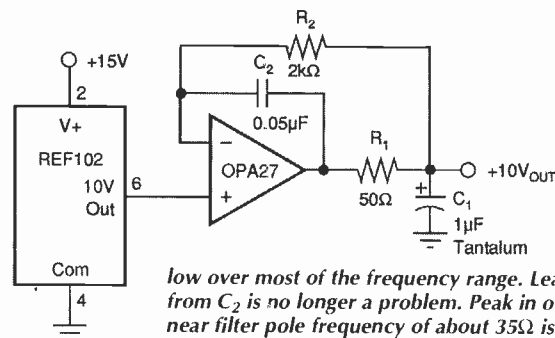 R2
2kΩ
+15V
C2
0.05µF
2
V+
REF102
10V
Out
6
−
+
OPA27
R1
50Ω
+10VOUT
+
C1
1µF
Tantalum
Com
4
low over most of the frequency range. Lea
from C2 is no longer a problem. Peak in o
near filter pole frequency of about 35Ω is